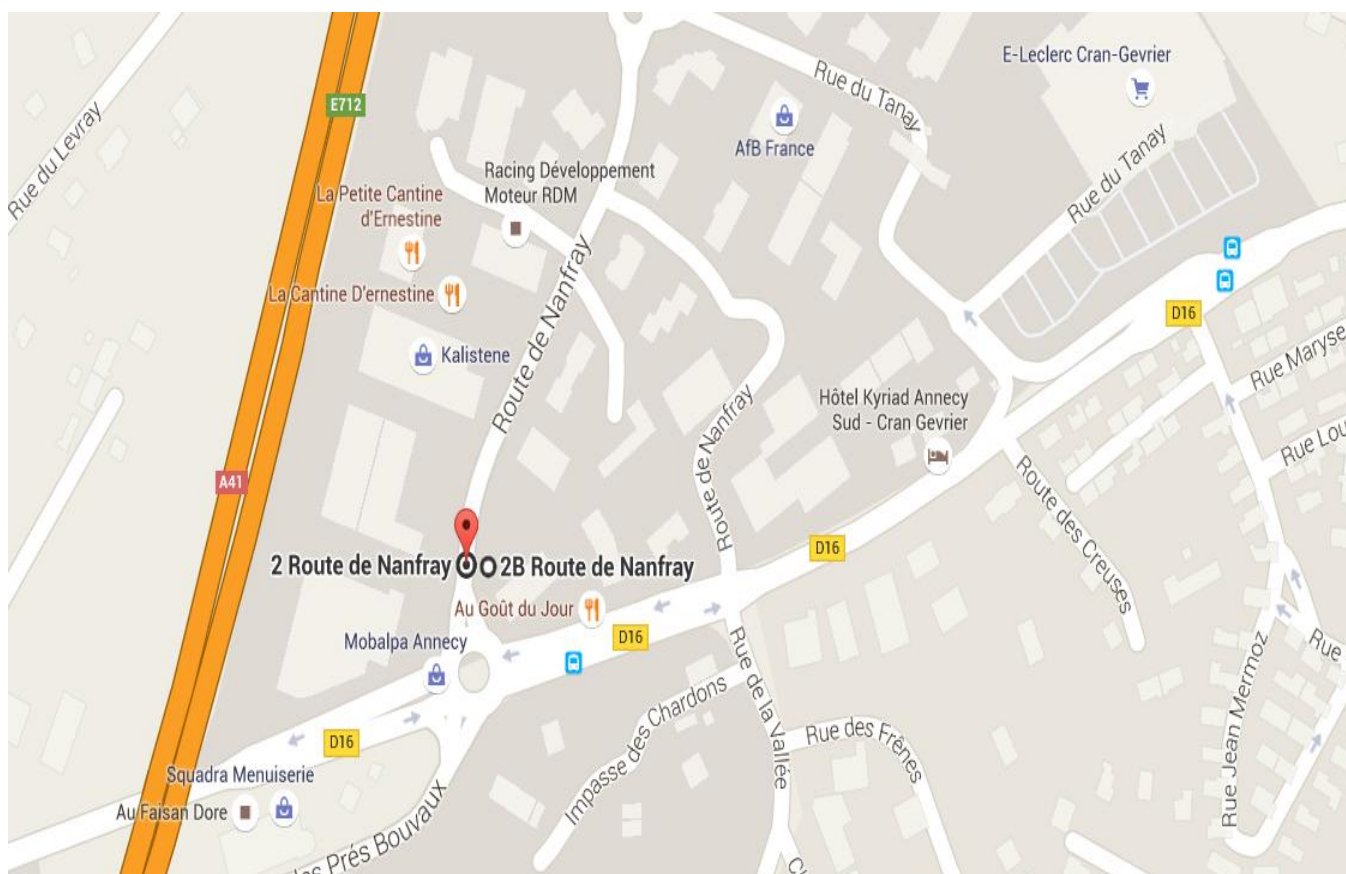 E-Leclerc Cran-Gevrier
Rue du Tanay
E712
Rue du Levray
AfB France
Rue du Tanay
Racing Développement
Moteur RDM
La Petite Cantine
d'Ernestine
La Cantine D'ernestine
Route de Nanfray
D16
Kalistene
Rue Maryse
Hôtel Kyriad Annecy
Sud - Cran Gevrier
Route de Nanfray
Rue Lou
A41
Route des Creuses
D16
2 Route de Nanfray
2B Route de Nanfray
Au Goût du Jour
D16
Mobalpa Annecy
Rue de la Vallée
Impasse des Chardons
Rue Jean Mermoz
Rue
D16
Rue des Frênes
Squadra Menuiserie
Au Faisan Dore
Prés Bouvaux